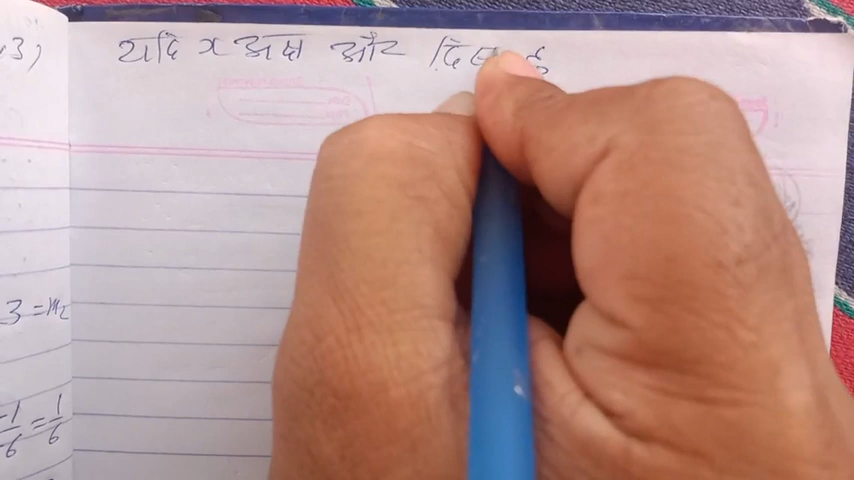 ,3)
यदि x अक्ष और
3 = m₂
-1/-6 = 1/6